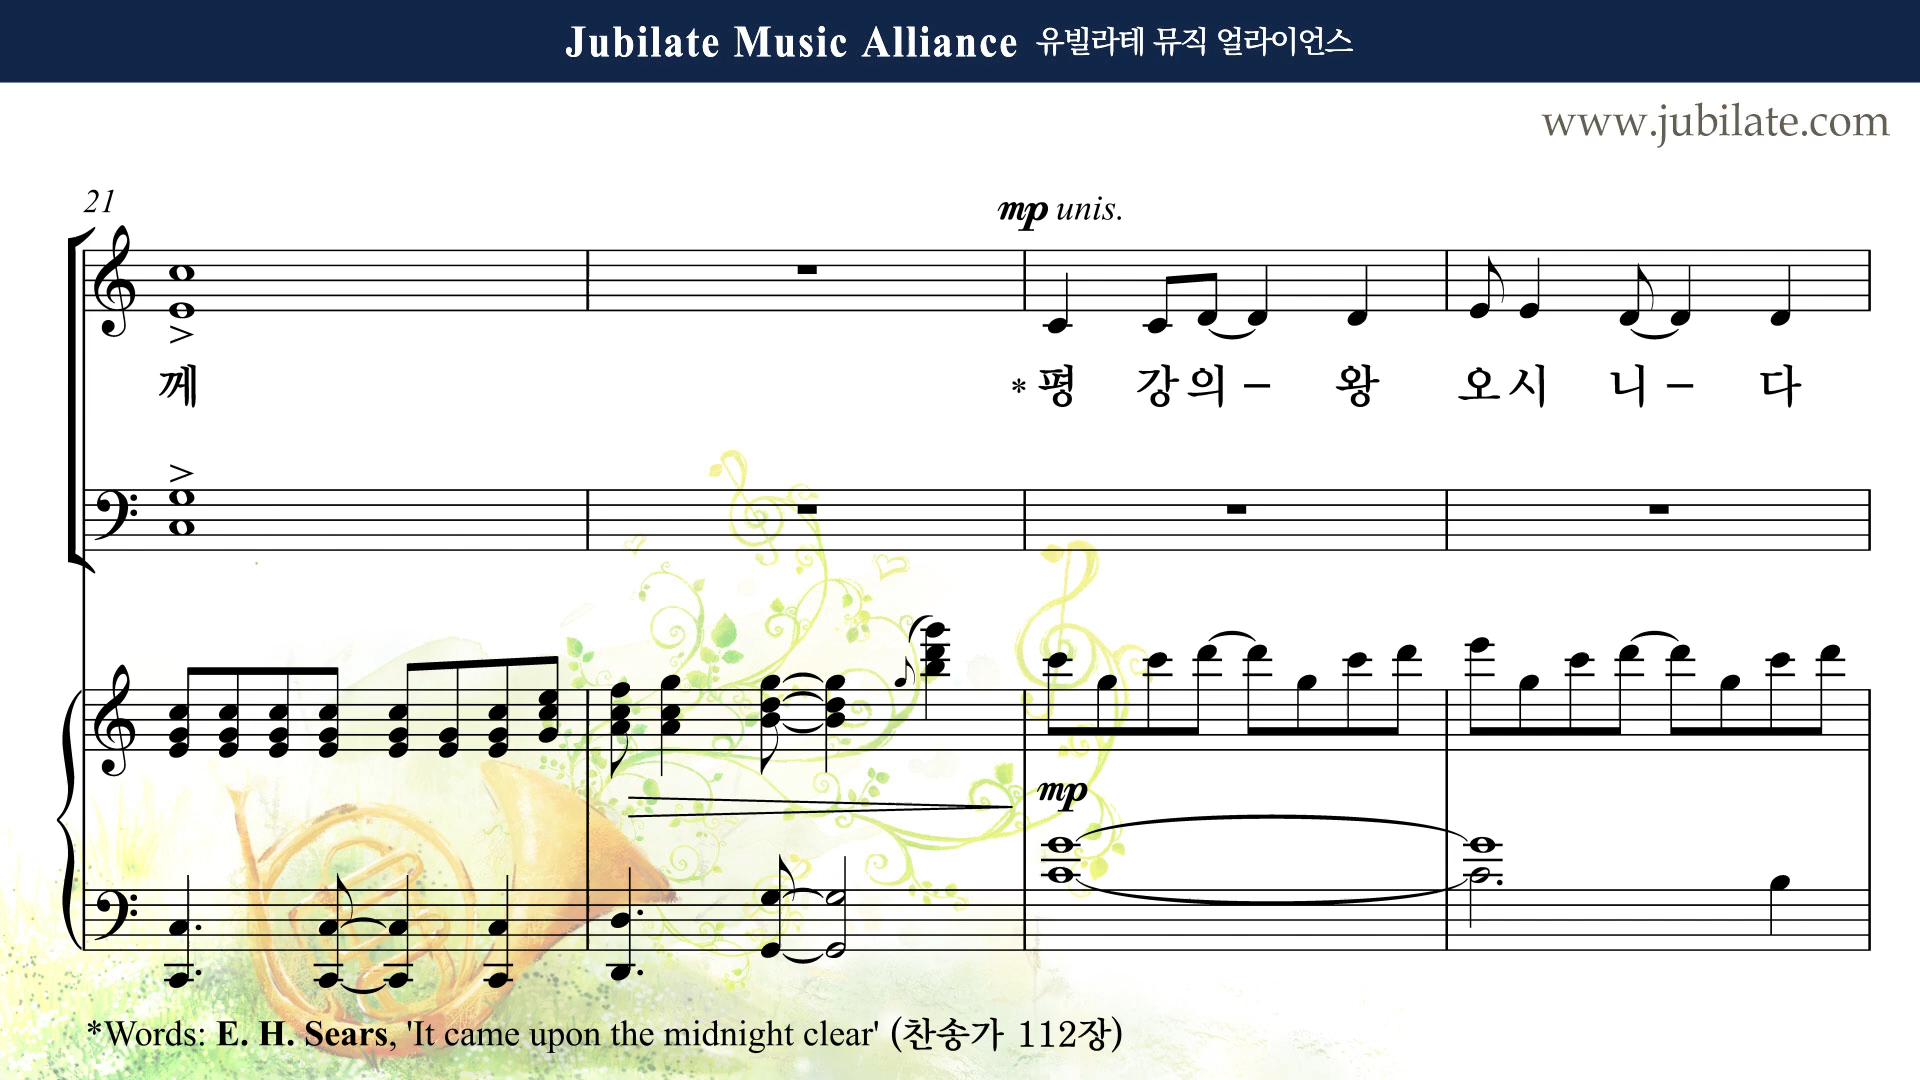 Jubilate Music Alliance 유빌라테 뮤직 얼라이언스
www.jubilate.com
21
mp unis.
께 *평 강의 – 왕 오시 니 – 다
mp
*Words: E. H. Sears, 'It came upon the midnight clear' (찬송가 112장)